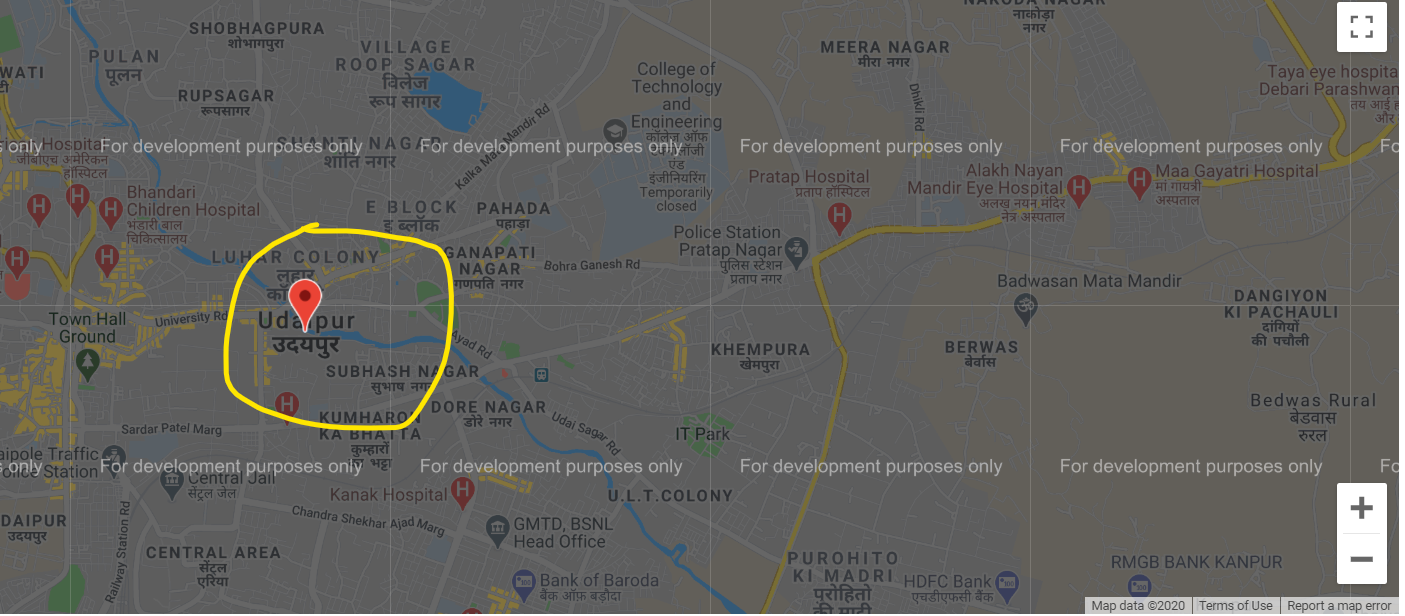 NARODA NAGAR
नाकोड़ा
नगर
SHOBHAGPURA
शोभागपुरा
PULAN
पूलन
VILLAGE
ROOP SAGAR
विलेज
रूप सागर
MEERA NAGAR
मीरा नगर
WATI
RUPSAGAR
रूपसागर
College of
Technology
and
Engineering
कॉलेज ऑफ़
एंड
इंजीनियरिंग
Temporarily
closed
Dhikli Rd
Taya eye hospita
Debari Parashwan
तय आई ह
और
Kalka Mata Mandir Rd
SHANTI NAGAR
शांति नगर
s only
For development purposes only
For development purposes only
For development purposes only
For development purposes only
Fo
Hospital
जीबीएच अमेरिकन
हॉस्पिटल
Bhandari
Children Hospital
भंडारी बाल
चिकित्सालय
E BLOCK
इ ब्लॉक
PAHADA
पहाड़ा
Pratap Hospital
प्रताप हॉस्पिटल
Alakh Nayan
Mandir Eye Hospital
अलख नयन मंदिर
नेत्र अस्पताल
Maa Gayatri Hospital
मां गायत्री
अस्पताल
LUHAR COLONY
लुहार
GANAPATI
NAGAR
गणपति नगर
Bohra Ganesh Rd
Police Station
Pratap Nagar
पुलिस स्टेशन
प्रताप नगर
Badwasan Mata Mandir
DANGIYON
KI PACHAULI
दांगियों
की पचौली
Town Hall
Ground
University Rd
Udaipur
उदयपुर
Ayad Rd
SUBHASH NAGAR
सुभाष नगर
KHEMPURA
खेमपुरा
BERWAS
बेर्वास
KUMHARON
KA BHATTA
कुम्हारों
का भट्टा
DORE NAGAR
डोरे नगर
Udai Sagar Rd
IT Park
Bedwas Rural
बेडवास
रुरल
Sardar Patel Marg
aipole Traffic
olice Station
s only
For development purposes only
For development purposes only
For development purposes only
For development purposes only
Fo
Central Jail
सेंट्रल जेल
Kanak Hospital
U.L.T.COLONY
DAIPUR
उदयपुर
Railway Station Rd
Chandra Shekhar Ajad Marg
GMTD, BSNL
Head Office
CENTRAL AREA
सेंट्रल
एरिया
Bank of Baroda
बैंक ऑफ़ बड़ौदा
PUROHITO
KI MADRI
पुरोहितो
की मादड़ी
HDFC Bank
एचडीएफसी बैंक
RMGB BANK KANPUR
Map data ©2020
Terms of Use
Report a map error